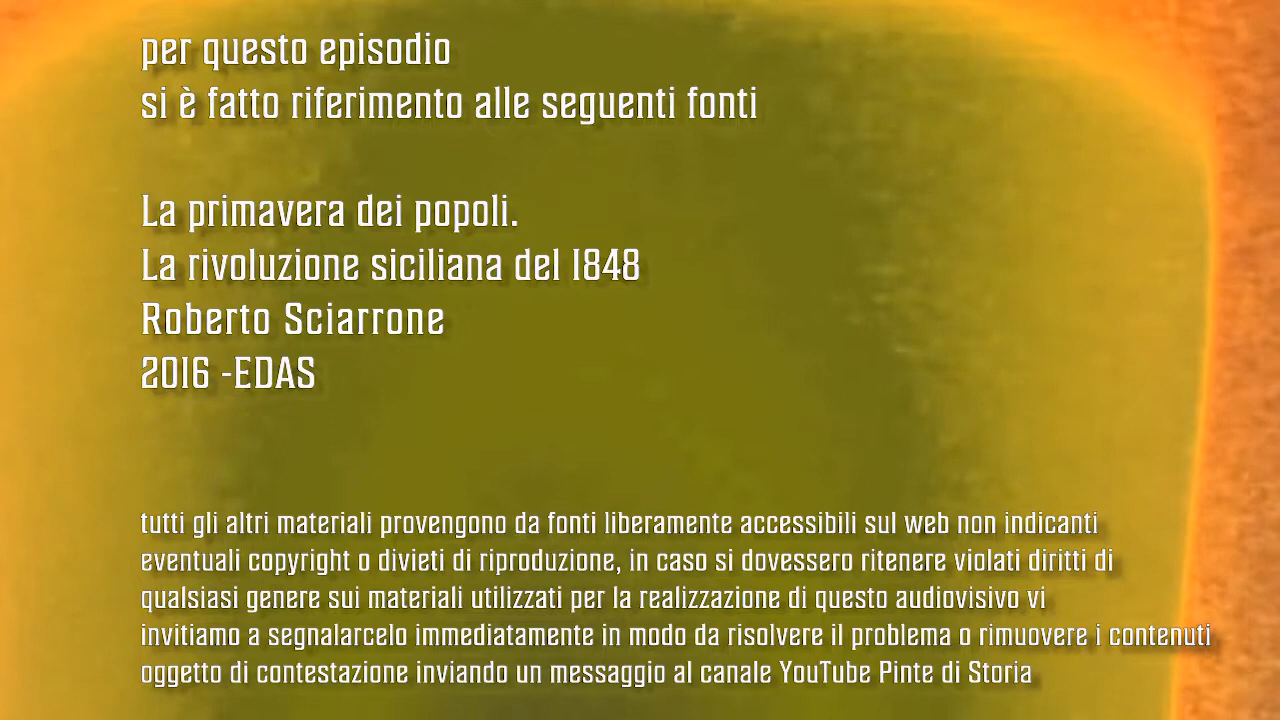 per questo episodio
si è fatto riferimento alle seguenti fonti
La primavera dei popoli.
La rivoluzione siciliana del 1848
Roberto Sciarrone
2016 -EDAS
tutti gli altri materiali provengono da fonti liberamente accessibili sul web non indicanti
eventuali copyright o divieti di riproduzione, in caso si dovessero ritenere violati diritti di
qualsiasi genere sui materiali utilizzati per la realizzazione di questo audiovisivo vi
invitiamo a segnalarcelo immediatamente in modo da risolvere il problema o rimuovere i contenuti
oggetto di contestazione inviando un messaggio al canale YouTube Pinte di Storia